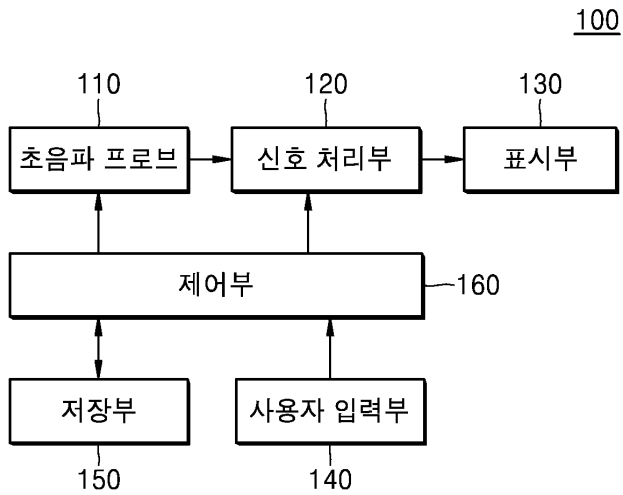 100
110
120
130
초음파 프로브
신호 처리부
표시부
제어부
160
저장부
사용자 입력부
150
140